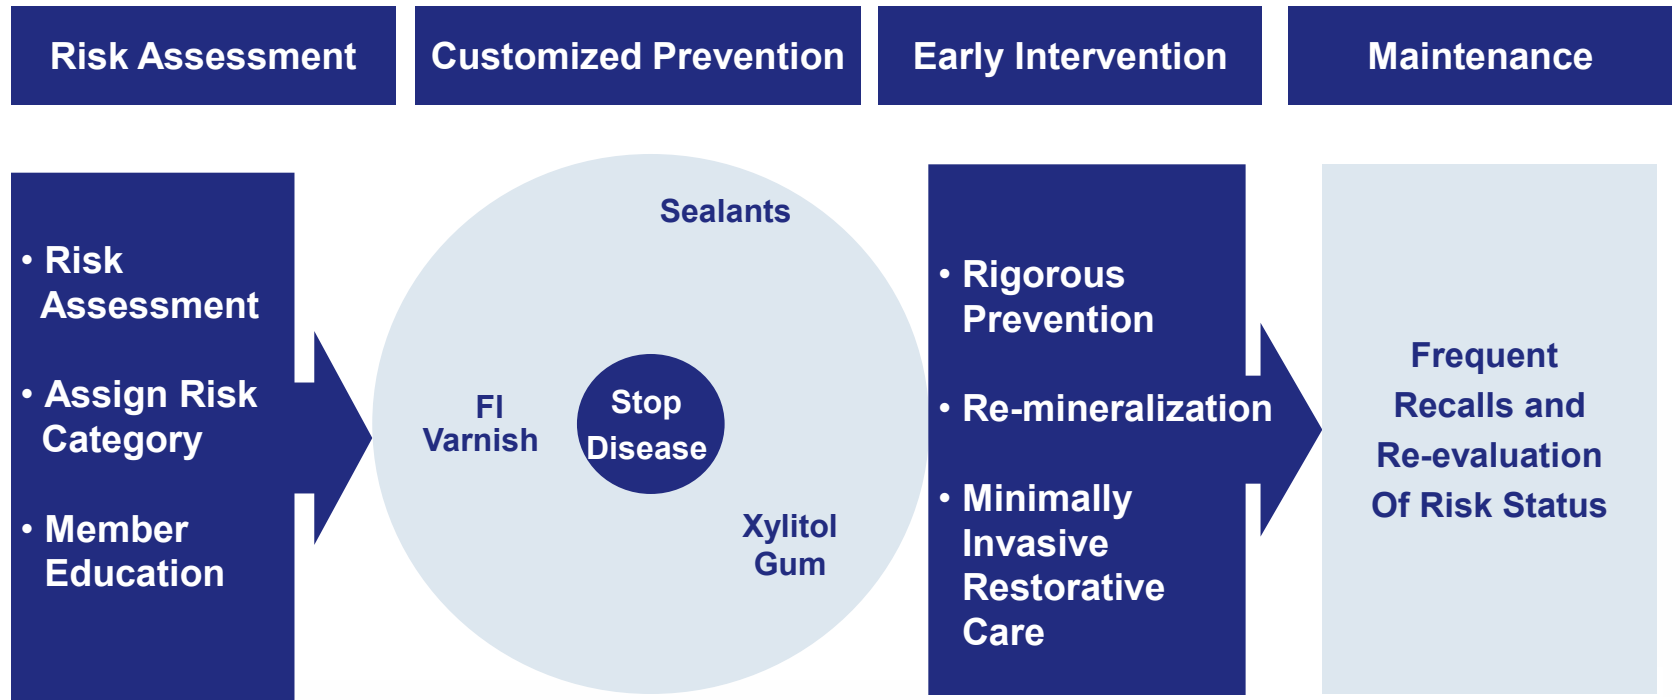 Risk Assessment
Customized Prevention
Early Intervention
Maintenance
• Risk
Assessment
• Assign Risk
Category
• Member
Education
Sealants
Fl
Varnish
Stop
Disease
Xylitol
Gum
• Rigorous
Prevention
• Re-mineralization
• Minimally
Invasive
Restorative
Care
Frequent
Recalls and
Re-evaluation
Of Risk Status